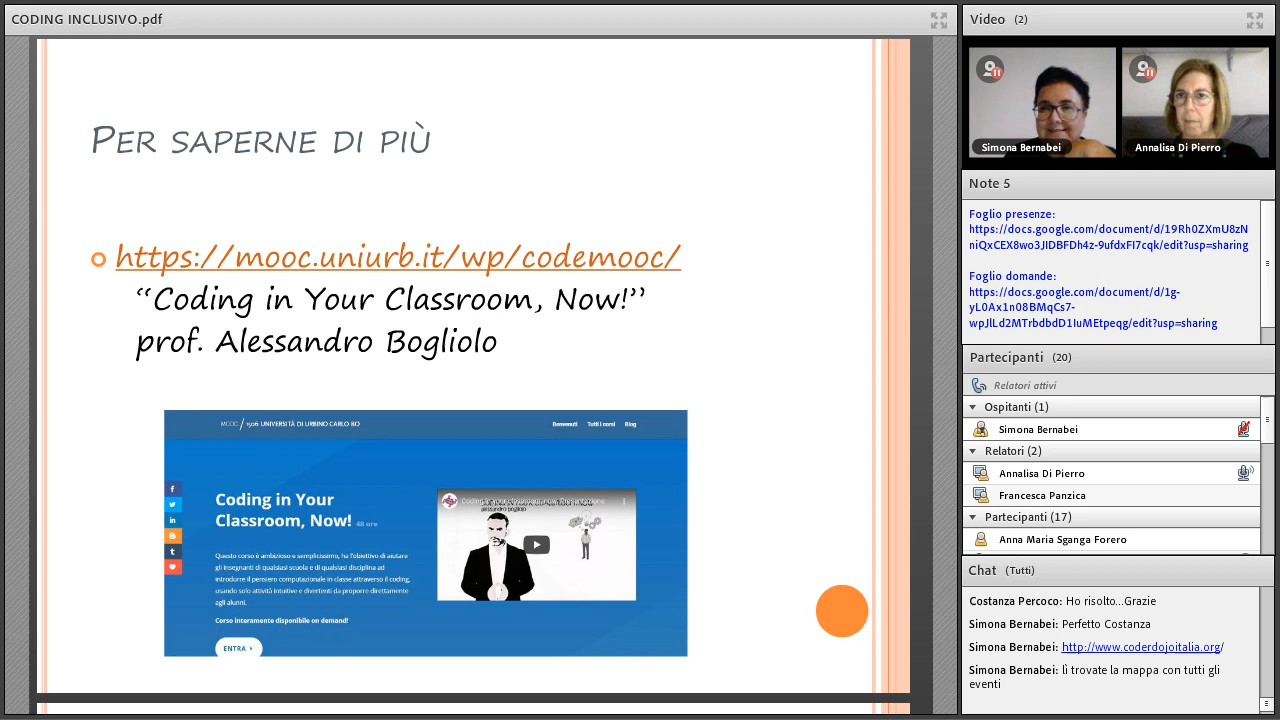 CODING INCLUSIVO.pdf
PER SAPERNE DI PIÙ
https://mooc.uniurb.it/wp/codemooc/
“Coding in Your Classroom, Now!”
prof. Alessandro Bogliolo
MOOC / 1506 UNIVERSITÀ DI URBINO CARLO BO
Benvenuti Tutti i corsi Blog
Coding in Your
Classroom, Now! 48 ore
Questo corso è ambizioso e semplicissimo, ha l'obiettivo di aiutare
gli insegnanti di qualsiasi scuola e di qualsiasi disciplina ad
introdurre il pensiero computazionale in classe attraverso il coding,
usando solo attività intuitive e divertenti da proporre direttamente
agli alunni.
Corso interamente disponibile on demand!
ENTRA
alessandro bogliolo
Video (2)
Simona Bernabei
Annalisa Di Pierro
Note 5
Foglio presenze:
https://docs.google.com/document/d/19Rh0ZXmU8zN
niQxCEX8wo3JIDBFDh4z-9ufdxFI7cqk/edit?usp=sharing
Foglio domande:
https://docs.google.com/document/d/1g-
yL0Ax1n08BMqCs7-
wpJlLd2MTrbdbdD1IuMEtpeqg/edit?usp=sharing
Partecipanti (20)
Relatori attivi
Ospitanti (1)
Simona Bernabei
Relatori (2)
Annalisa Di Pierro
Francesca Panzica
Partecipanti (17)
Anna Maria Sganga Forero
Chat (Tutti)
Costanza Percoco: Ho risolto...Grazie
Simona Bernabei: Perfetto Costanza
Simona Bernabei: http://www.coderdojoitalia.org/
Simona Bernabei: lì trovate la mappa con tutti gli
eventi